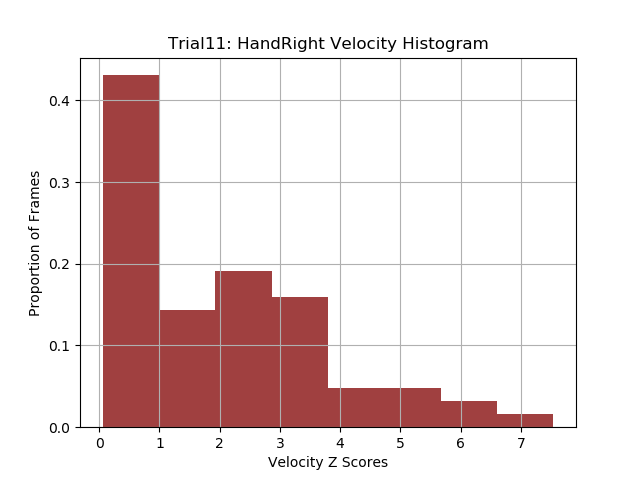 Trial11: HandRight Velocity Histogram
0.4
0.3
0.2
0.1
0.0
Proportion of Frames
0 1 2 3 4 5 6 7
Velocity Z Scores